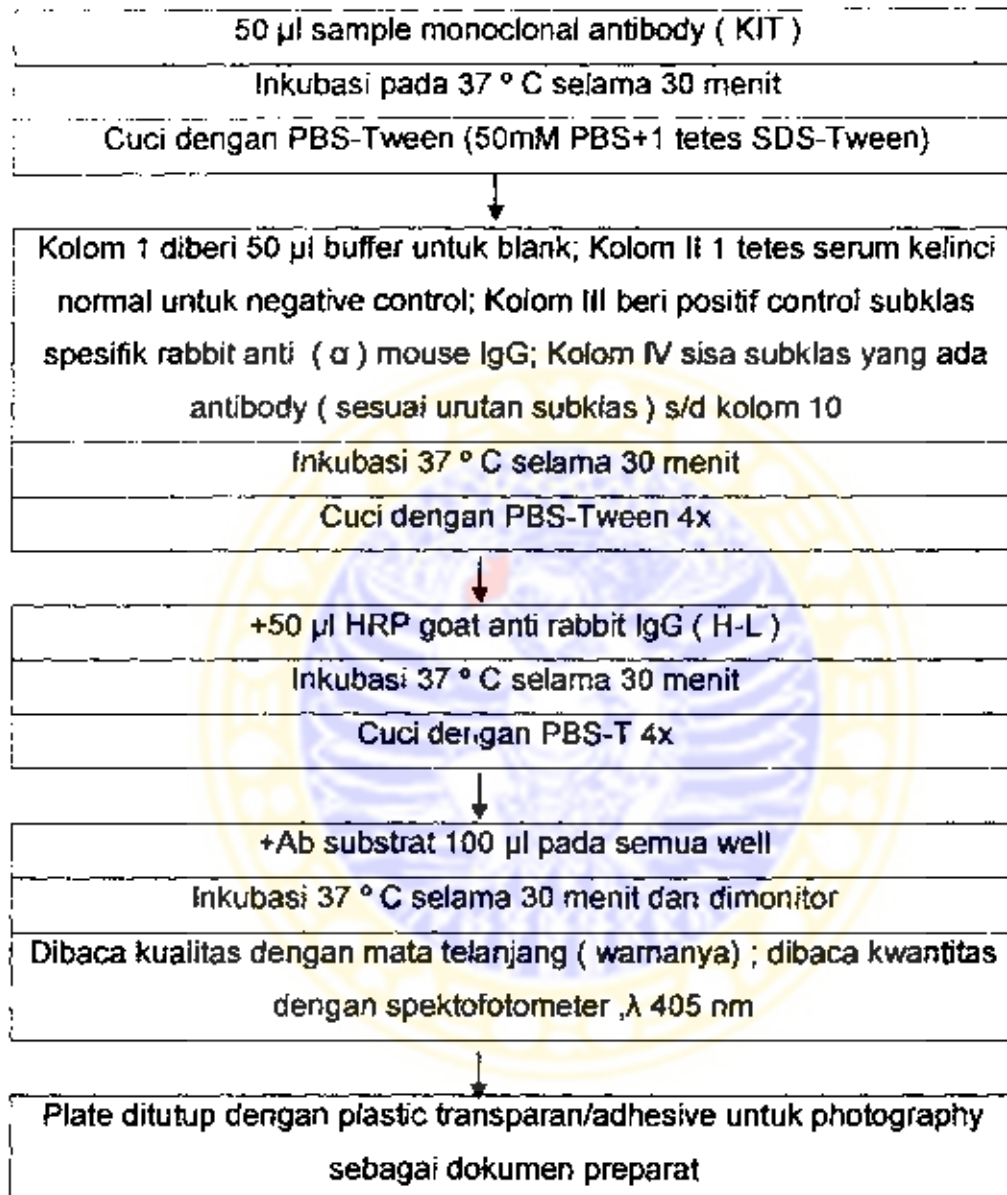 50 µl sample monoclonal antibody ( KIT )
Inkubasi pada 37 º C selama 30 menit
Cuci dengan PBS-Tween (50mM PBS+1 tetes SDS-Tween)
Kolom 1 diberi 50 µl buffer untuk blank; Kolom II 1 tetes serum kelinci
normal untuk negative control; Kolom III beri positif control subklas
spesifik rabbit anti ( α ) mouse IgG; Kolom IV sisa subklas yang ada
antibody ( sesuai urutan subklas ) s/d kolom 10
Inkubasi 37 º C selama 30 menit
Cuci dengan PBS-Tween 4x
+50 µl HRP goat anti rabbit IgG ( H-L )
Inkubasi 37 º C selama 30 menit
Cuci dengan PBS-T 4x
+Ab substrat 100 µl pada semua well
Inkubasi 37 º C selama 30 menit dan dimonitor
Dibaca kualitas dengan mata telanjang ( warnanya) ; dibaca kwantitas
dengan spektofotometer ,λ 405 nm
Plate ditutup dengan plastic transparan/adhesive untuk photography
sebagai dokumen preparat